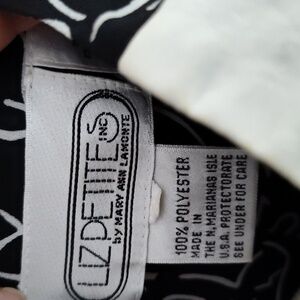 LIZPETITES INC
by MARY ANN LAMONTE
100% POLYESTER
MADE IN
THE N. MARIANAS ISLE
U.S.A. PROTECTORATE
SEE UNDER FOR CARE